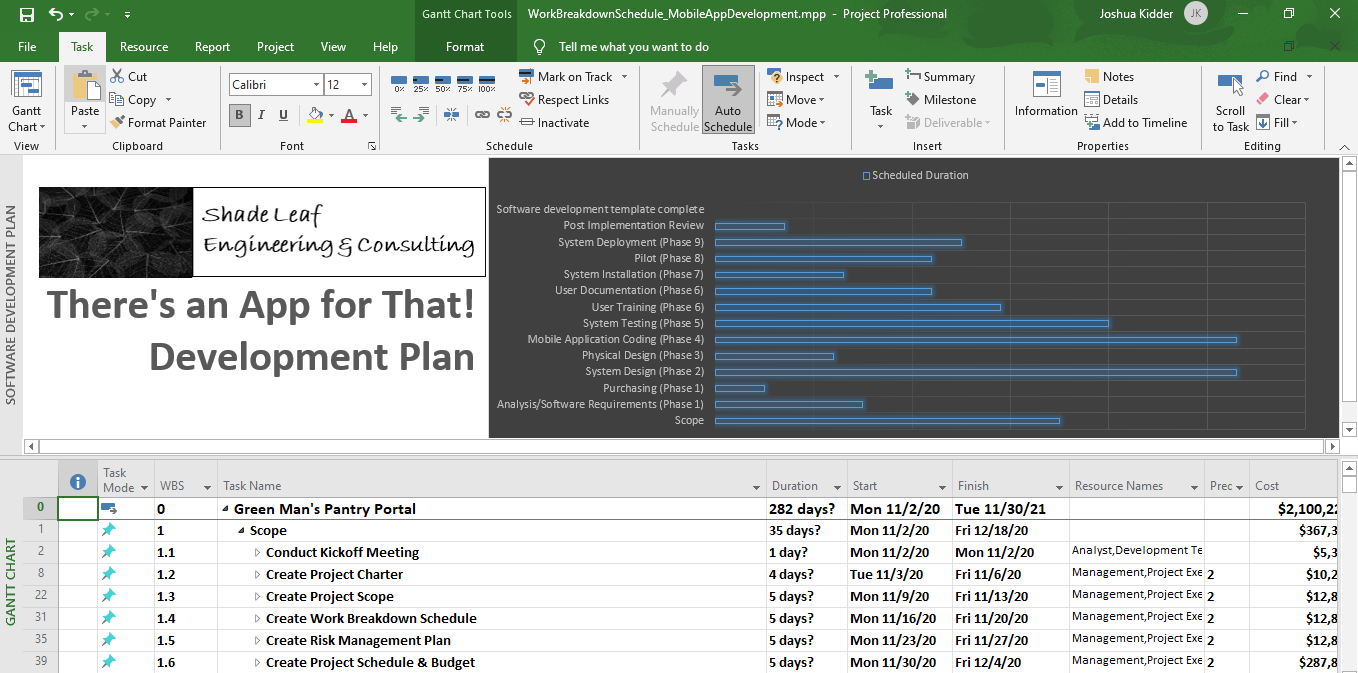 Gantt Chart Tools WorkBreakdownSchedule_MobileAppDevelopment.mpp - Project Professional Joshua Kidder JK
File Task Resource Report Project View Help Format Tell me what you want to do
Gantt Chart
View
Paste
Cut
Copy
Format Painter
Clipboard
Calibri 12
B I U A
Font
0% 25% 50% 75% 100%
Mark on Track
Respect Links
Inactivate
Schedule
Manually Schedule
Auto Schedule
Inspect
Move
Mode
Tasks
Task
Summary
Milestone
Deliverable
Insert
Information
Notes
Details
Add to Timeline
Properties
Scroll to Task
Find
Clear
Fill
Editing
SOFTWARE DEVELOPMENT PLAN
Shade Leaf
Engineering & Consulting
There's an App for That!
Development Plan
Scheduled Duration
Software development template complete
Post Implementation Review
System Deployment (Phase 9)
Pilot (Phase 8)
System Installation (Phase 7)
User Documentation (Phase 6)
User Training (Phase 6)
System Testing (Phase 5)
Mobile Application Coding (Phase 4)
Physical Design (Phase 3)
System Design (Phase 2)
Purchasing (Phase 1)
Analysis/Software Requirements (Phase 1)
Scope
GANTT CHART
Task Mode WBS Task Name Duration Start Finish Resource Names Prec Cost
0 0 Green Man's Pantry Portal 282 days? Mon 11/2/20 Tue 11/30/21 $2,100,22
1 1 Scope 35 days? Mon 11/2/20 Fri 12/18/20 $367,3
2 1.1 Conduct Kickoff Meeting 1 day? Mon 11/2/20 Mon 11/2/20 Analyst,Development Te $5,3
8 1.2 Create Project Charter 4 days? Tue 11/3/20 Fri 11/6/20 Management,Project Exe 2 $10,2
22 1.3 Create Project Scope 5 days? Mon 11/9/20 Fri 11/13/20 Management,Project Exe 2 $12,8
31 1.4 Create Work Breakdown Schedule 5 days? Mon 11/16/20 Fri 11/20/20 Management,Project Exe 2 $12,8
35 1.5 Create Risk Management Plan 5 days? Mon 11/23/20 Fri 11/27/20 Management,Project Exe 2 $12,8
39 1.6 Create Project Schedule & Budget 5 days? Mon 11/30/20 Fri 12/4/20 Management,Project Exe 2 $287,8